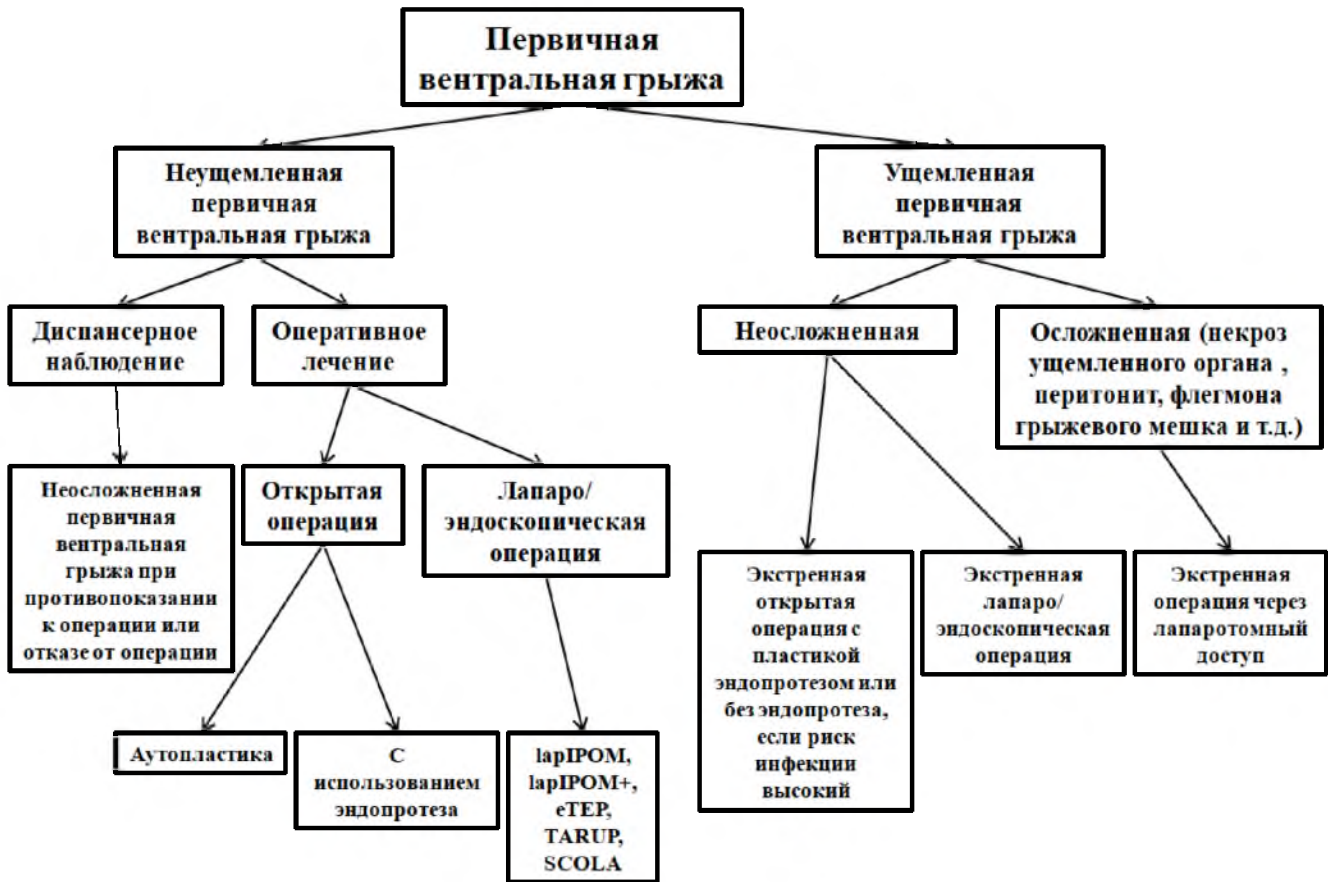 Первичная
вентральная грыжа
Неущемленная
первичная
вентральная грыжа
Ущемленная
первичная
вентральная грыжа
Диспансерное
наблюдение
Оперативное
лечение
Неосложненная
Осложненная (некроз
ущемленного органа ,
перитонит, флегмона
грыжевого мешка и т.д.)
Неосложненная
первичная
вентральная
грыжа при
противопоказании
к операции или
отказе от операции
Открытая
операция
Лапаро/
эндоскопическая
операция
Экстренная
открытая
операция с
пластикой
эндопротезом или
без эндопротеза,
если риск
инфекции
высокий
Экстренная
лапаро/
эндоскопическая
операция
Экстренная
операция через
лапаротомный
доступ
Аутопластика
С
использованием
эндопротеза
lapIPOM,
lapIPOM+,
eTEP,
TARUP,
SCOLA